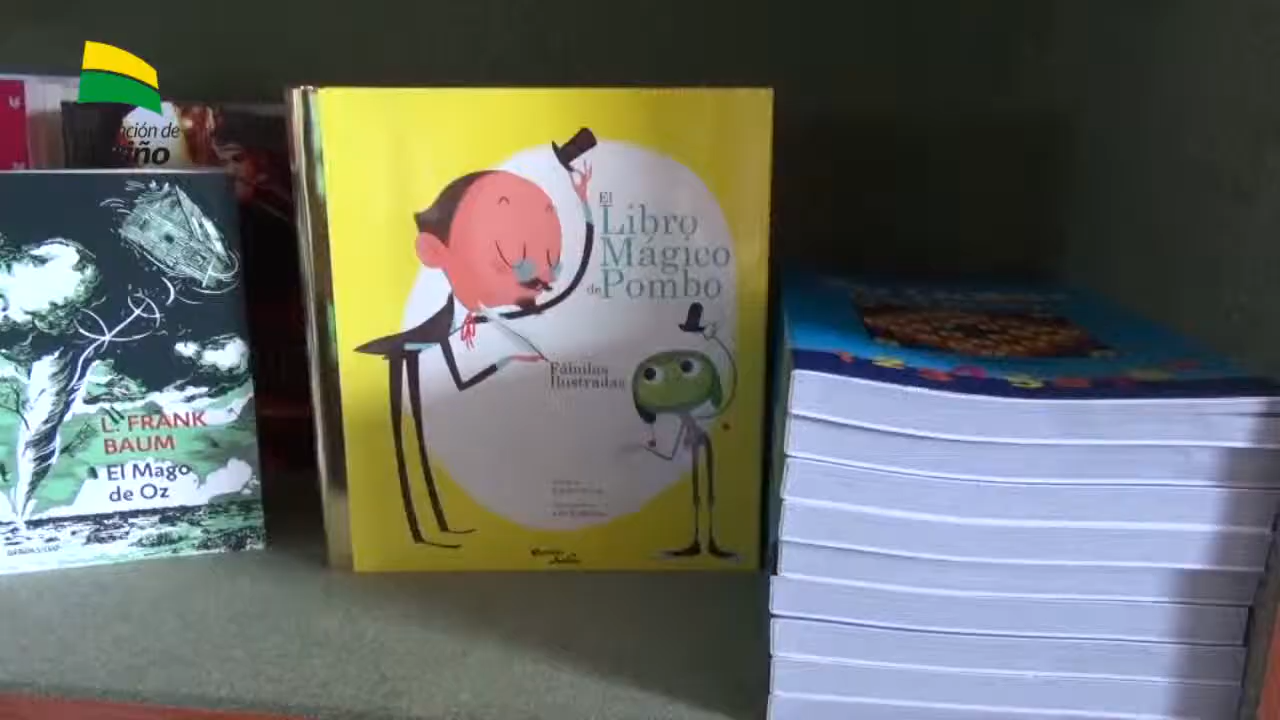 ción de
iño
L. FRANK
BAUM
El Mago
de Oz
El
Libro
Mágico
de Pombo
Fábulas
Ilustradas